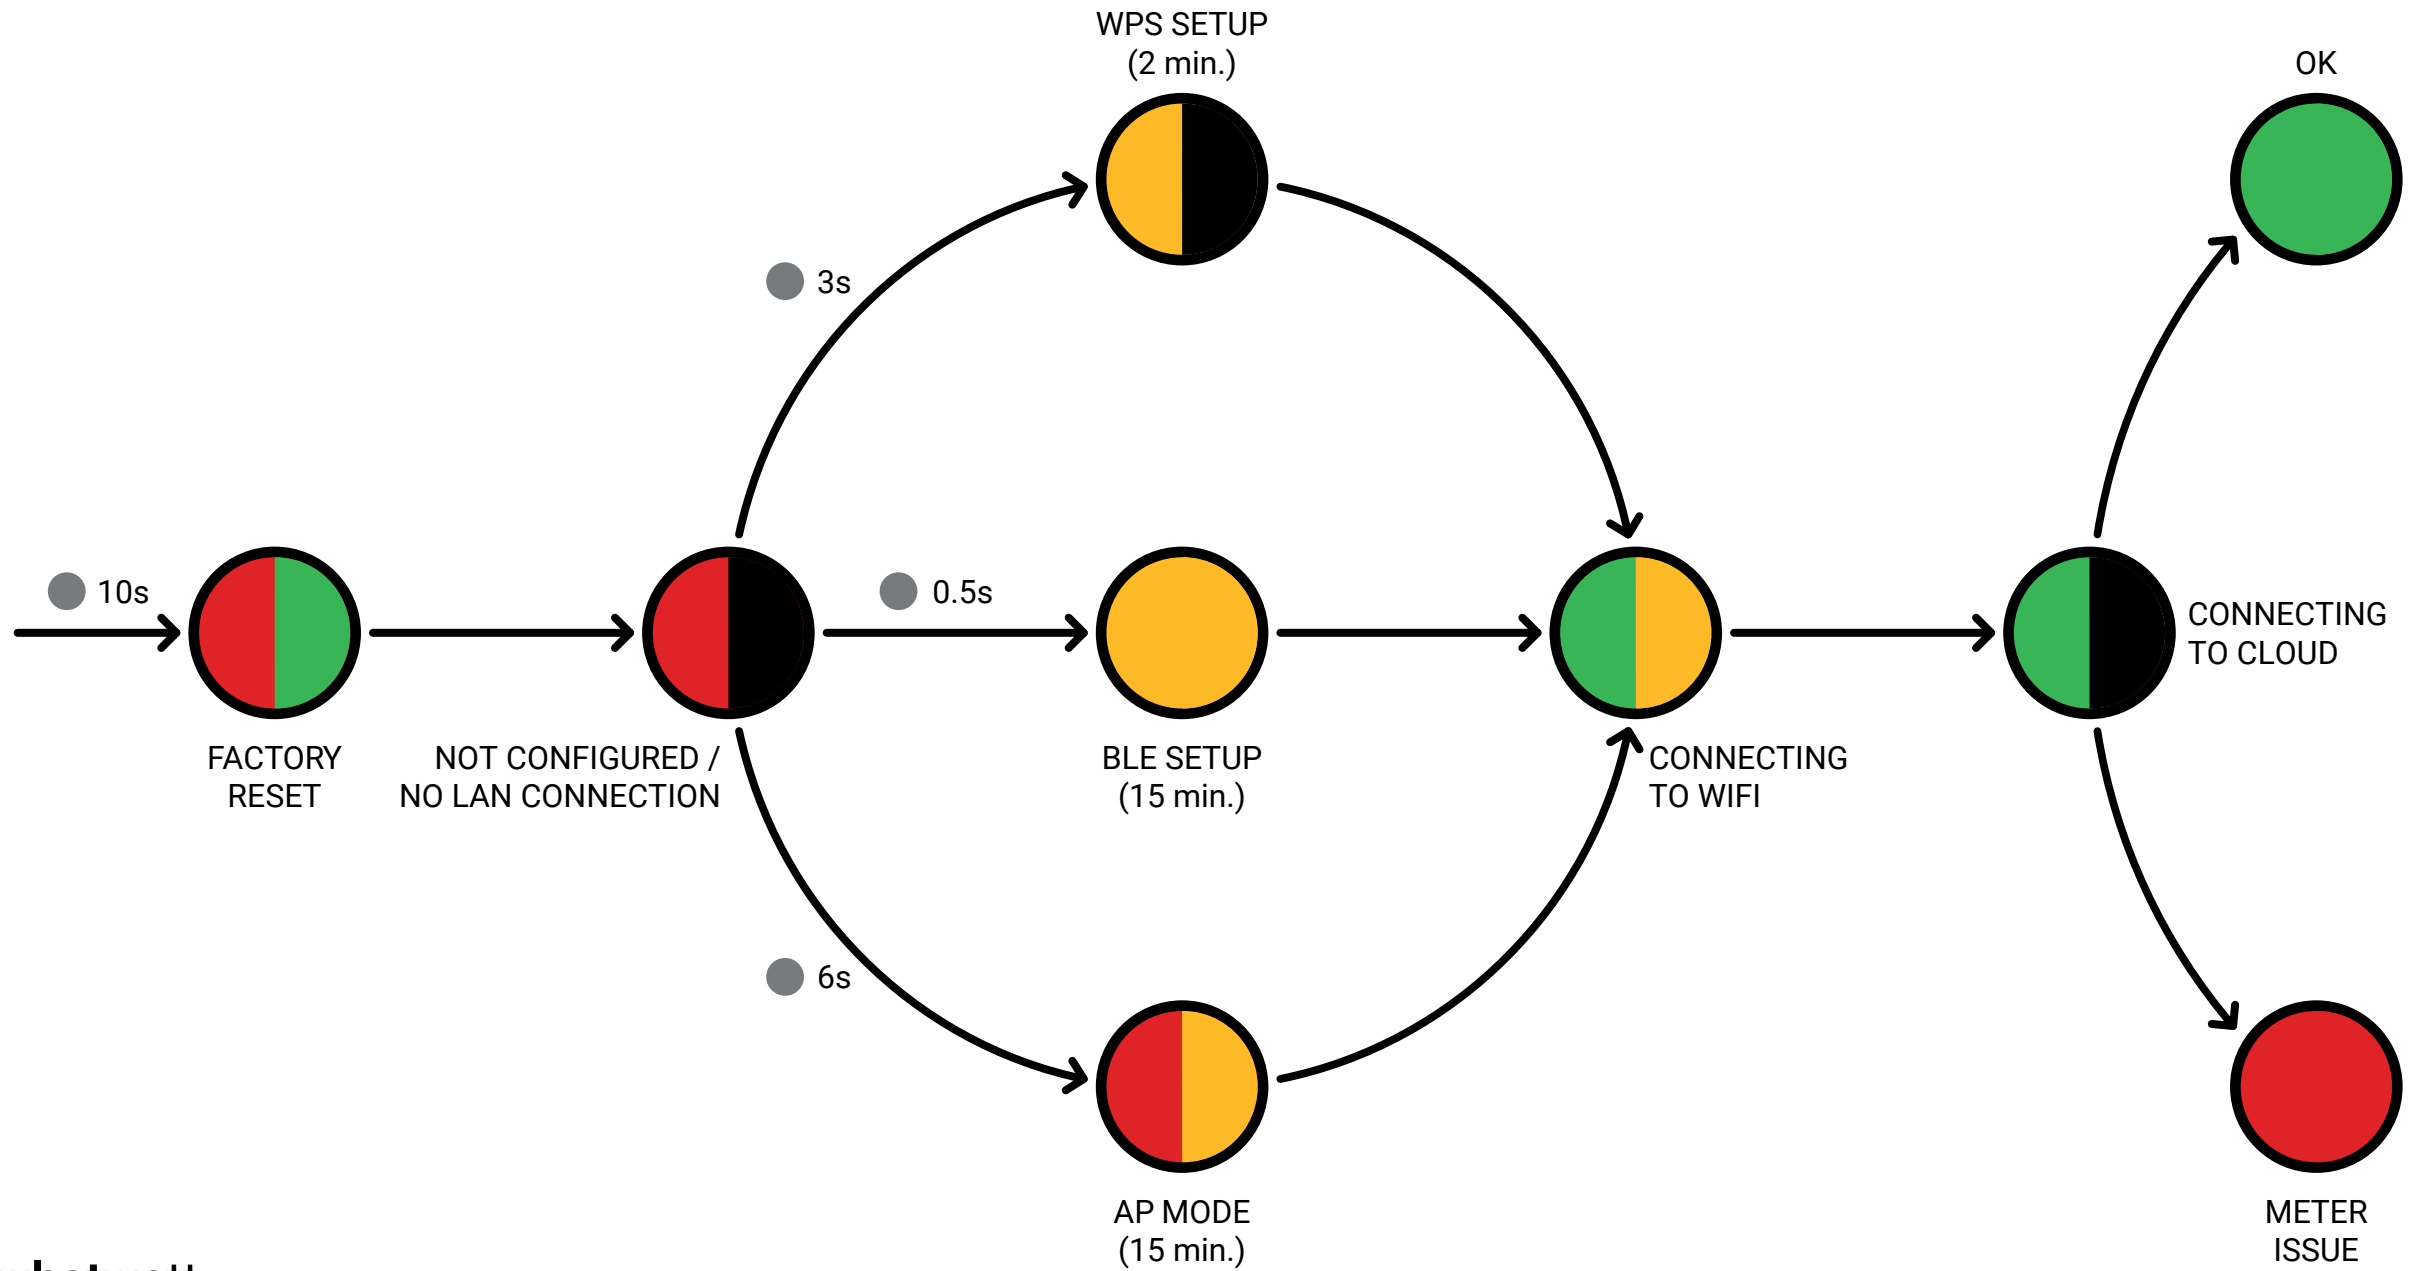 WPS SETUP
(2 min.)
OK
3s
10s
0.5s
CONNECTING
TO CLOUD
FACTORY
RESET
NOT CONFIGURED /
NO LAN CONNECTION
BLE SETUP
(15 min.)
CONNECTING
TO WIFI
6s
AP MODE
(15 min.)
METER
ISSUE